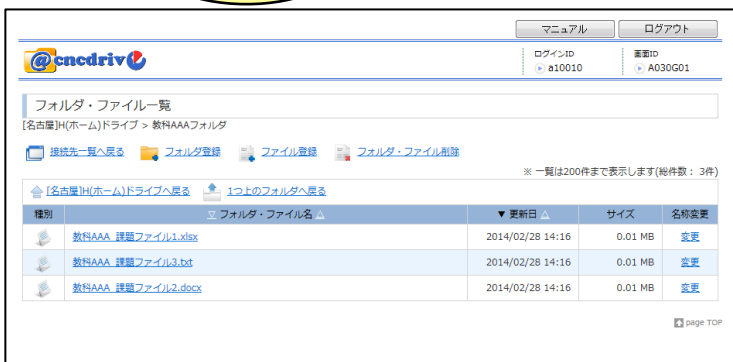 マニュアル ログアウト
@cncdrive
ログインID 画面ID
a10010 A030G01
フォルダ・ファイル一覧
[名古屋]H(ホーム)ドライブ > 教科AAAフォルダ
接続先一覧へ戻る フォルダ登録 ファイル登録 フォルダ・ファイル削除
※ 一覧は200件まで表示します(総件数： 3件)
[名古屋]H(ホーム)ドライブへ戻る 1つ上のフォルダへ戻る
種別 ▽ フォルダ・ファイル名 △ ▼ 更新日 △ サイズ 名称変更
教科AAA_課題ファイル1.xlsx 2014/02/28 14:16 0.01 MB 変更
教科AAA_課題ファイル3.txt 2014/02/28 14:16 0.01 MB 変更
教科AAA_課題ファイル2.docx 2014/02/28 14:16 0.01 MB 変更
page TOP